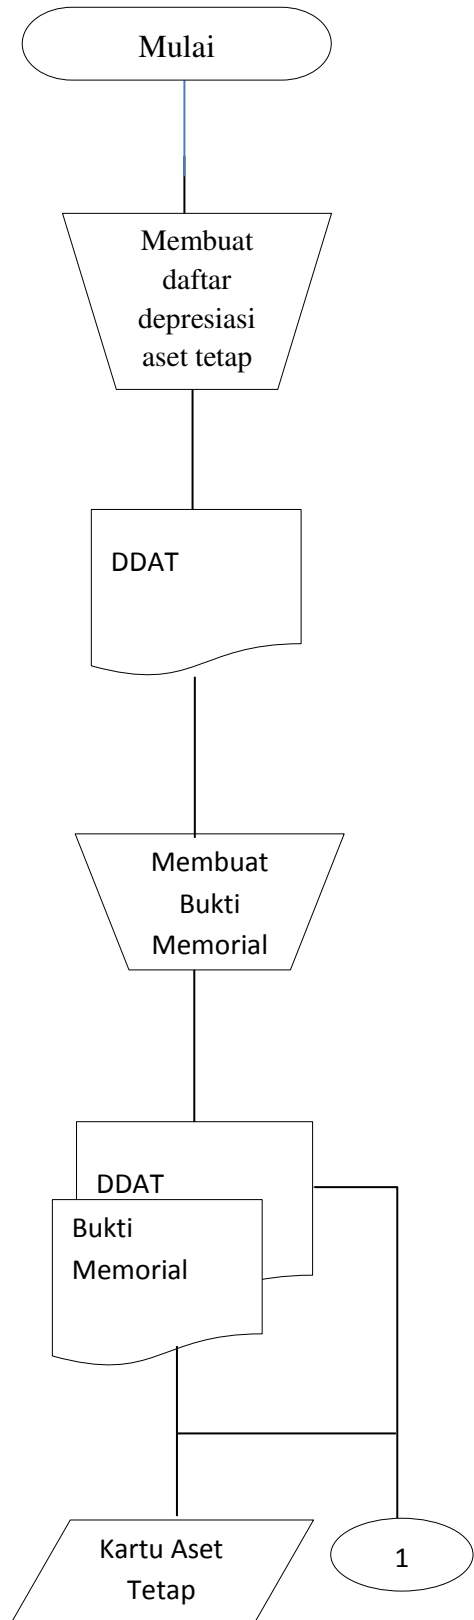 Mulai
Membuat
daftar
depresiasi
aset tetap
DDAT
Membuat
Bukti
Memorial
DDAT
Bukti
Memorial
Kartu Aset
Tetap
1